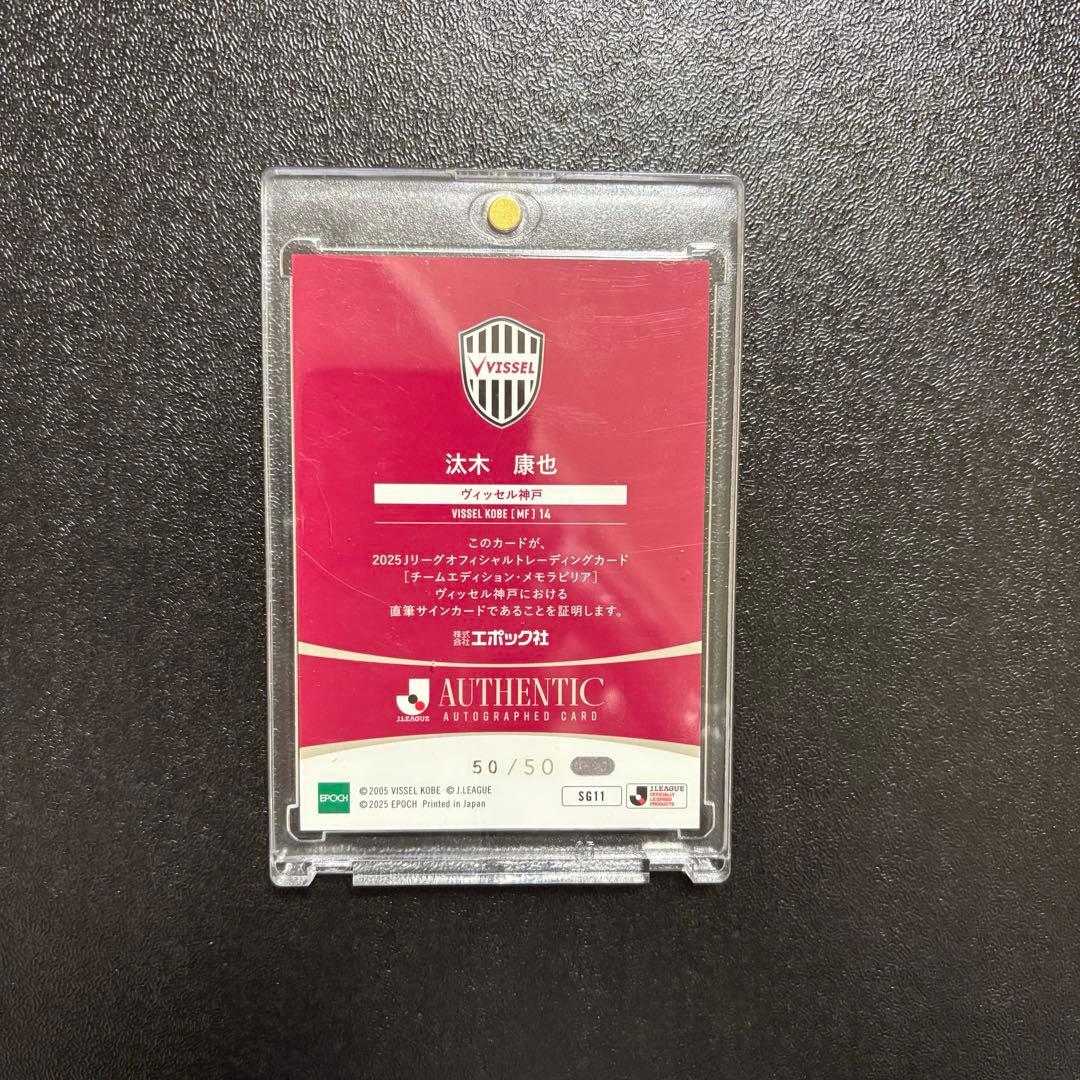 VISSEL
汰木 康也
ヴィッセル神戸
VISSEL KOBE [MF] 14
このカードが、
2025Jリーグオフィシャルトレーディングカード
[チームエディション・メモラビリア]
ヴィッセル神戸における
直筆サインカードであることを証明します。
株式会社エポック社
J.LEAGUE
AUTHENTIC
AUTOGRAPHED CARD
50/50
EPOCH
©2005 VISSEL KOBE ©J.LEAGUE
©2025 EPOCH Printed in Japan
SG11
J.LEAGUE
OFFICIALLY
LICENSED
PRODUCTS